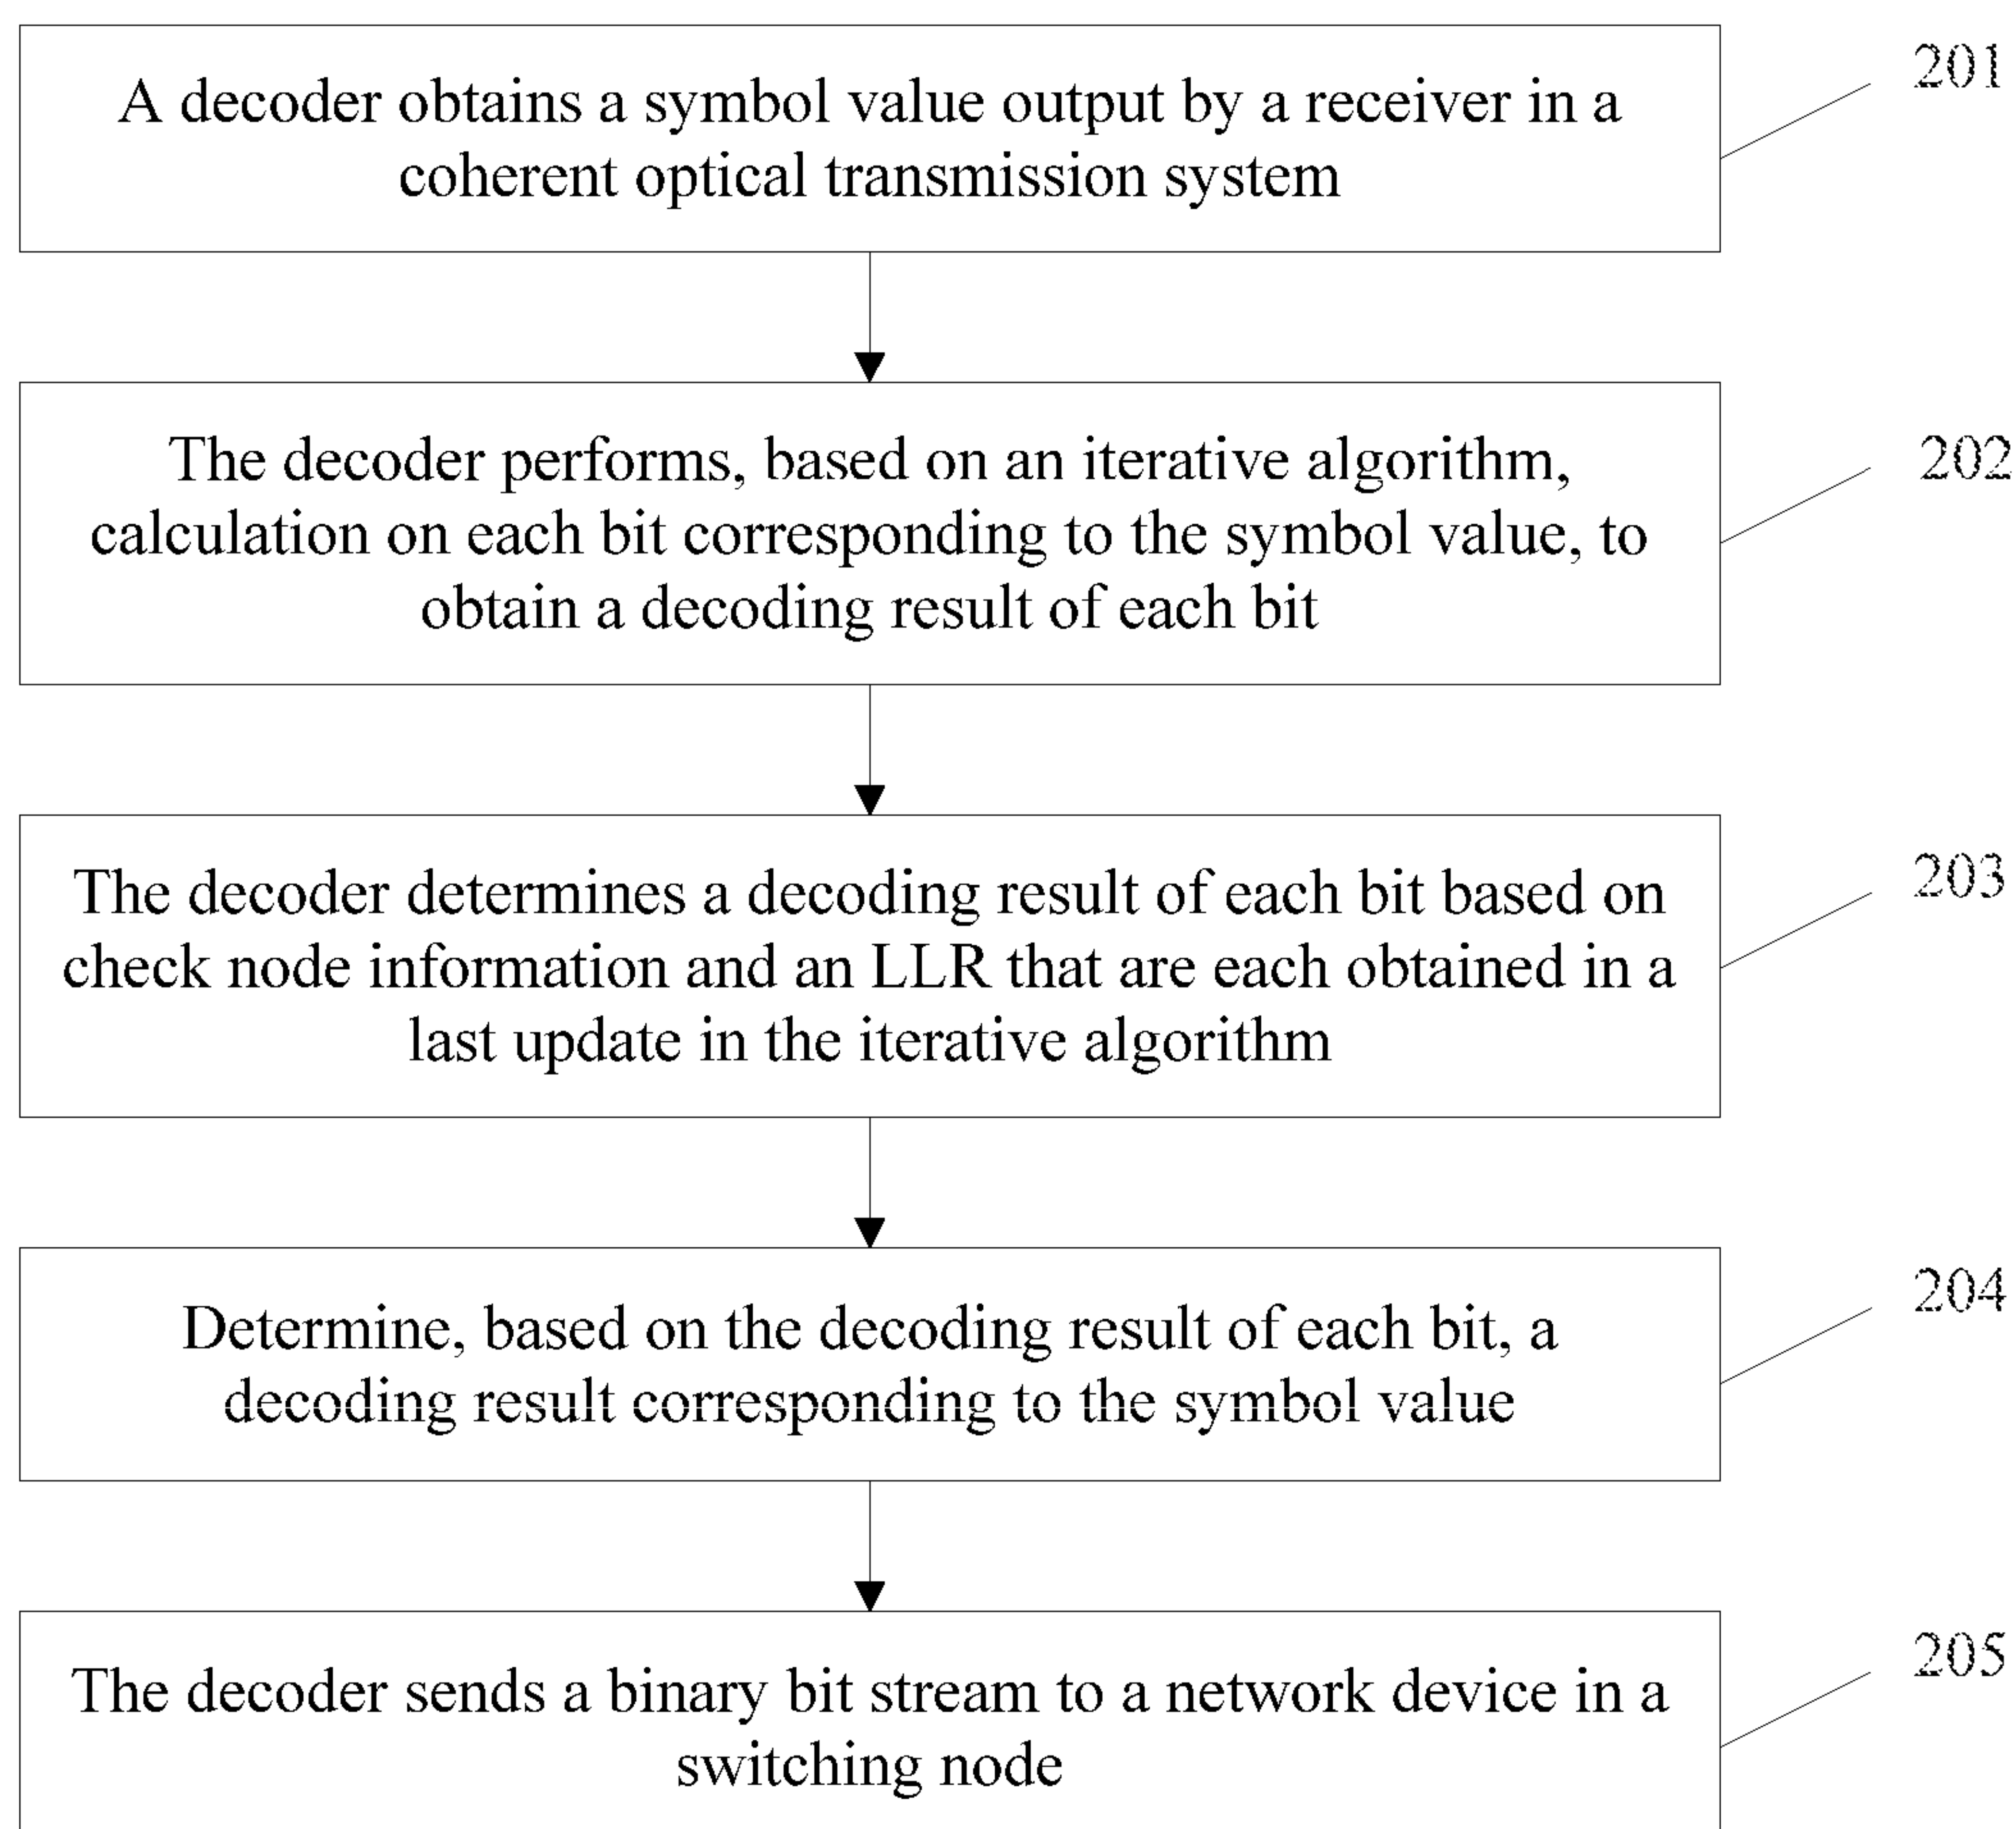 A decoder obtains a symbol value output by a receiver in a
coherent optical transmission system
201
The decoder performs, based on an iterative algorithm,
calculation on each bit corresponding to the symbol value, to
obtain a decoding result of each bit
202
The decoder determines a decoding result of each bit based on
check node information and an LLR that are each obtained in a
last update in the iterative algorithm
203
Determine, based on the decoding result of each bit, a
decoding result corresponding to the symbol value
204
The decoder sends a binary bit stream to a network device in a
switching node
205